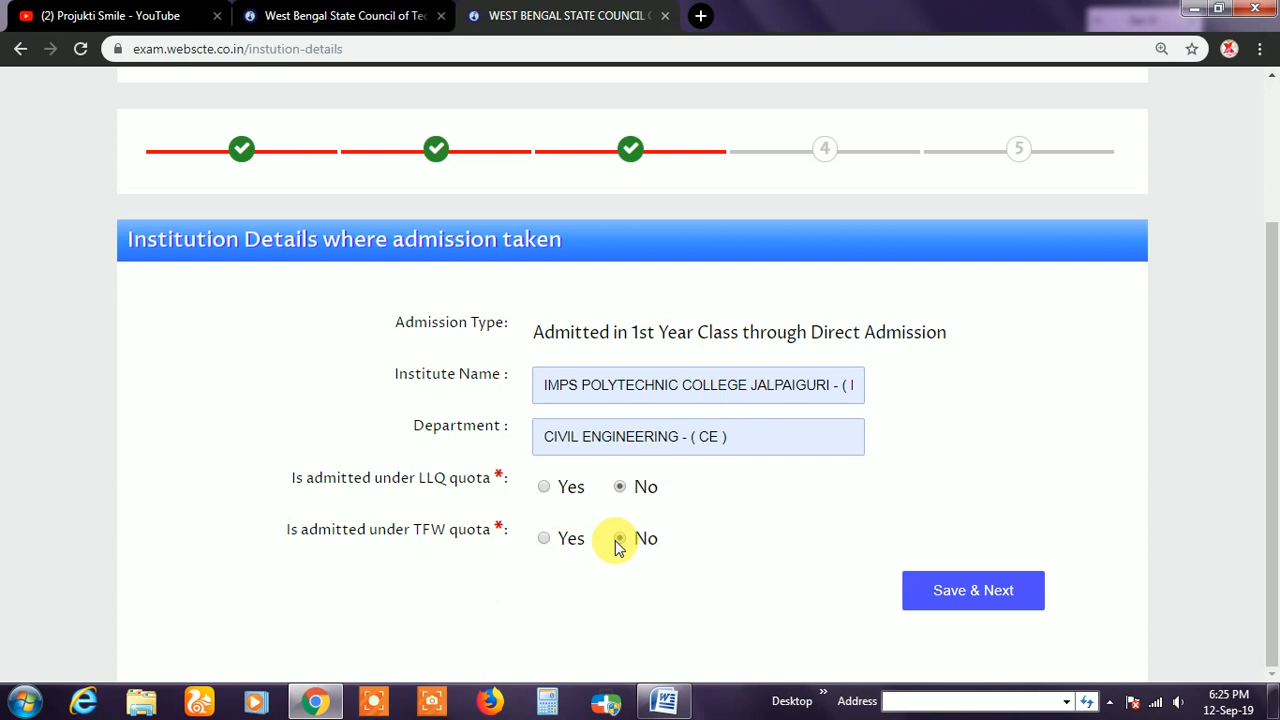 (2) Projukti Smile - YouTube
West Bengal State Council of Tec
WEST BENGAL STATE COUNCIL
exam.webscte.co.in/instution-details
4
5
Institution Details where admission taken
Admission Type:
Admitted in 1st Year Class through Direct Admission
Institute Name :
IMPS POLYTECHNIC COLLEGE JALPAIGURI - (
Department :
CIVIL ENGINEERING - ( CE )
Is admitted under LLQ quota *:
Yes
No
Is admitted under TFW quota *:
Yes
No
Save & Next
Desktop
Address
6:25 PM
12-Sep-19